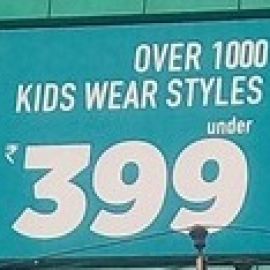 OVER 1000
KIDS WEAR STYLES
under
₹399